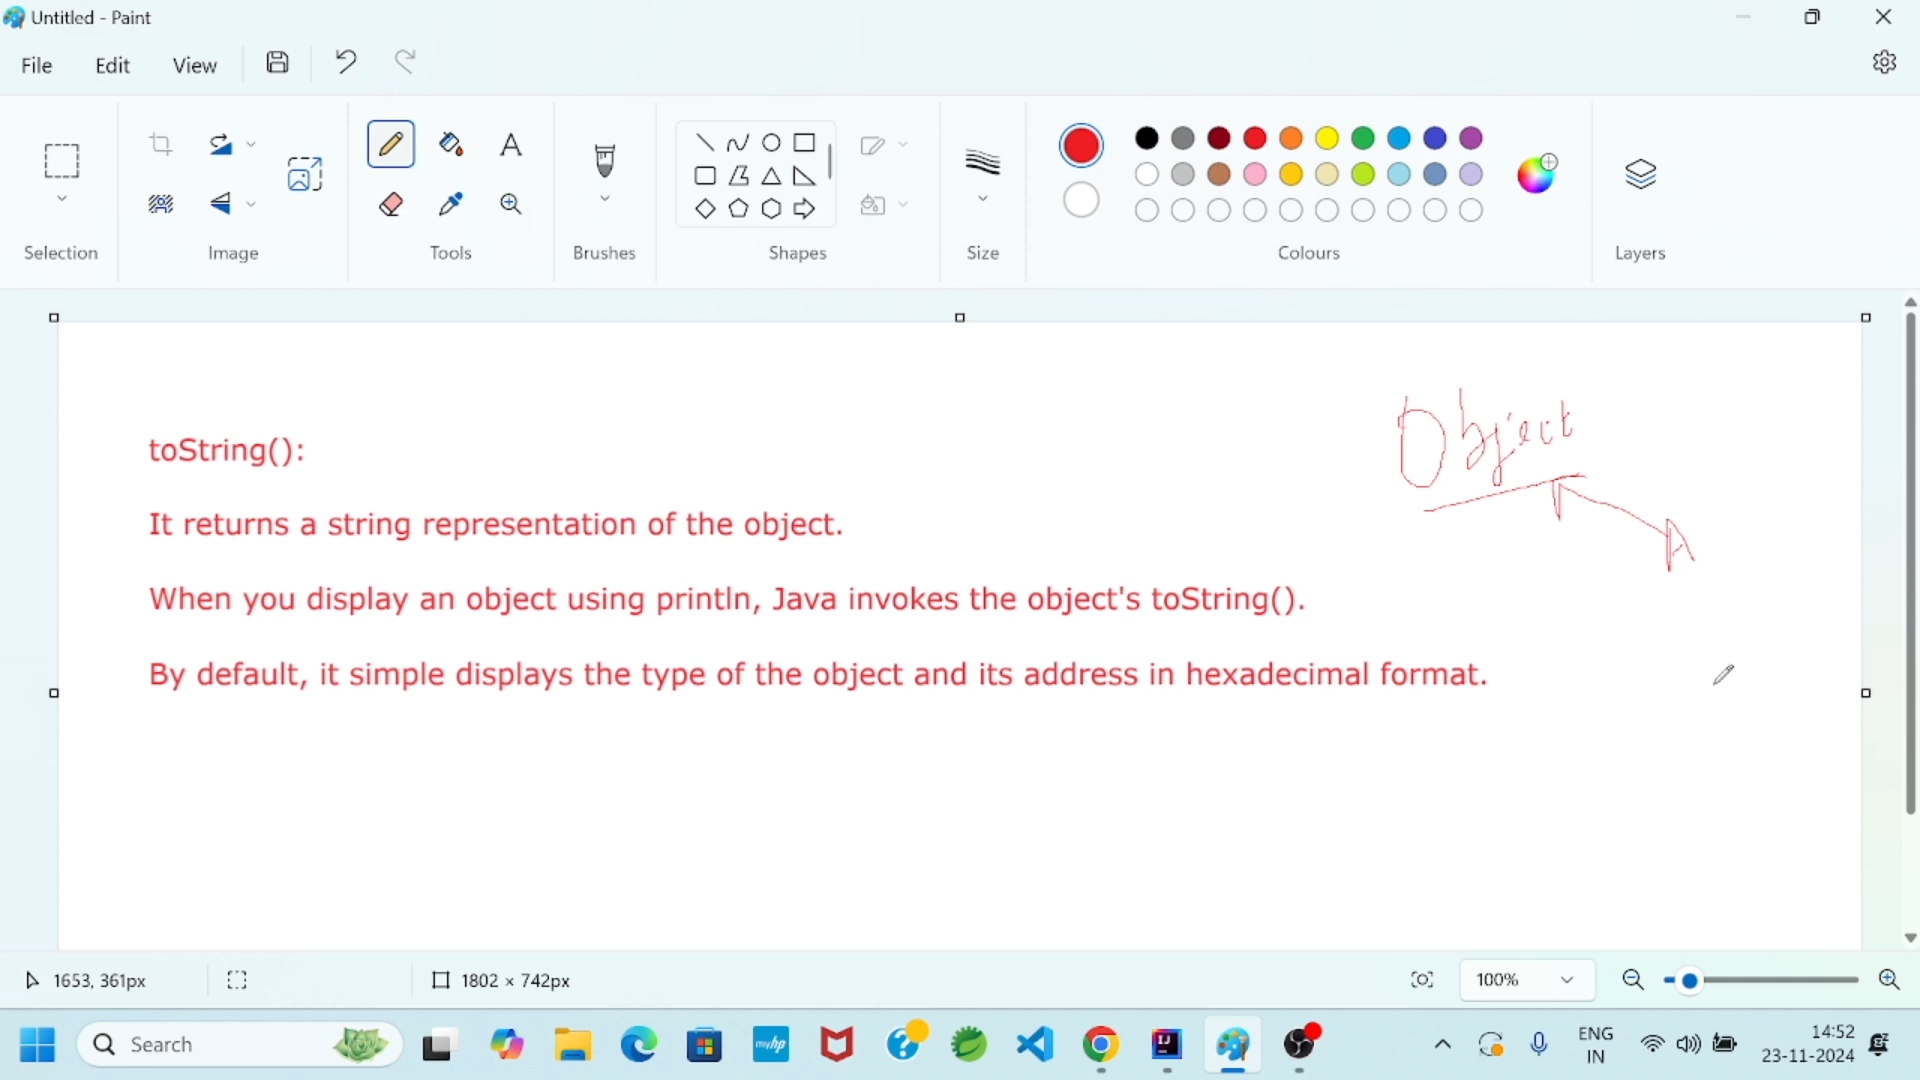 Untitled - Paint
File Edit View
Selection Image Tools Brushes Shapes Size Colours Layers
Object
A
toString():
It returns a string representation of the object.
When you display an object using println, Java invokes the object's toString().
By default, it simple displays the type of the object and its address in hexadecimal format.
1653, 361px 1802 × 742px 100%
Search myhp ENG 14:52
IN 23-11-2024